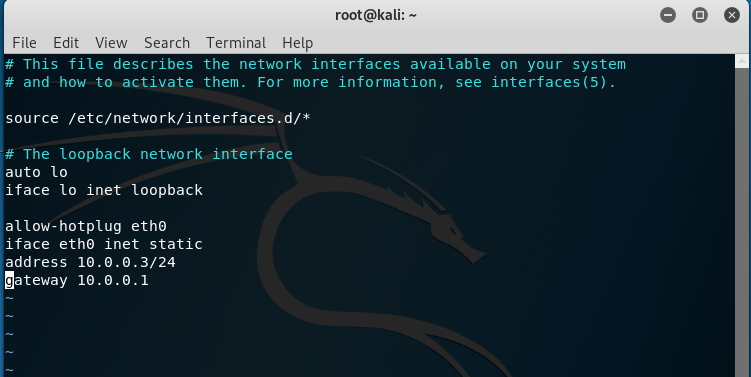 root@kali: ~
File Edit View Search Terminal Help
# This file describes the network interfaces available on your system
# and how to activate them. For more information, see interfaces(5).
source /etc/network/interfaces.d/*
# The loopback network interface
auto lo
iface lo inet loopback
allow-hotplug eth0
iface eth0 inet static
address 10.0.0.3/24
gateway 10.0.0.1
~
~
~
~
~